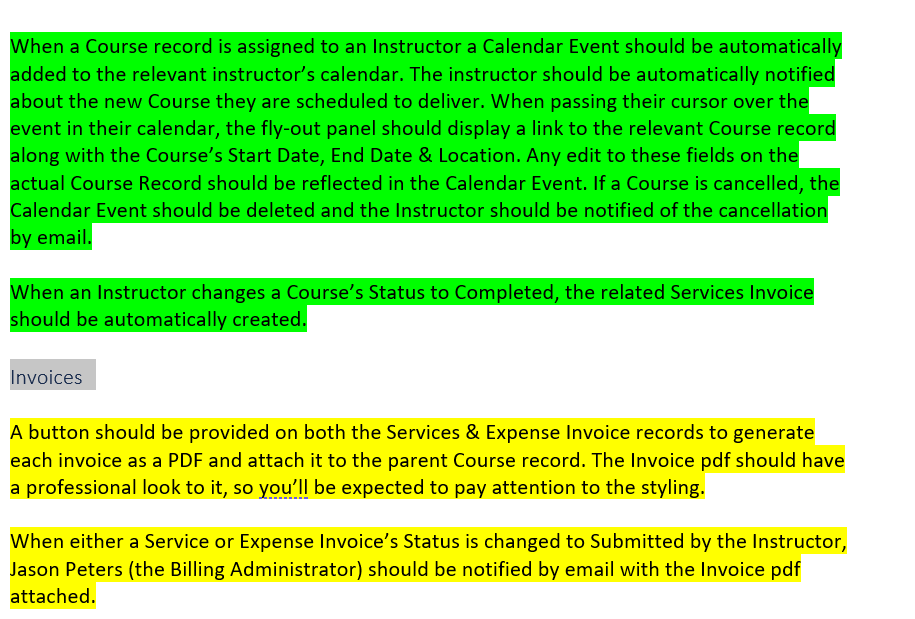 When a Course record is assigned to an Instructor a Calendar Event should be automatically
added to the relevant instructor’s calendar. The instructor should be automatically notified
about the new Course they are scheduled to deliver. When passing their cursor over the
event in their calendar, the fly-out panel should display a link to the relevant Course record
along with the Course’s Start Date, End Date & Location. Any edit to these fields on the
actual Course Record should be reflected in the Calendar Event. If a Course is cancelled, the
Calendar Event should be deleted and the Instructor should be notified of the cancellation
by email.
When an Instructor changes a Course’s Status to Completed, the related Services Invoice
should be automatically created.
Invoices
A button should be provided on both the Services & Expense Invoice records to generate
each invoice as a PDF and attach it to the parent Course record. The Invoice pdf should have
a professional look to it, so you’ll be expected to pay attention to the styling.
When either a Service or Expense Invoice’s Status is changed to Submitted by the Instructor,
Jason Peters (the Billing Administrator) should be notified by email with the Invoice pdf
attached.